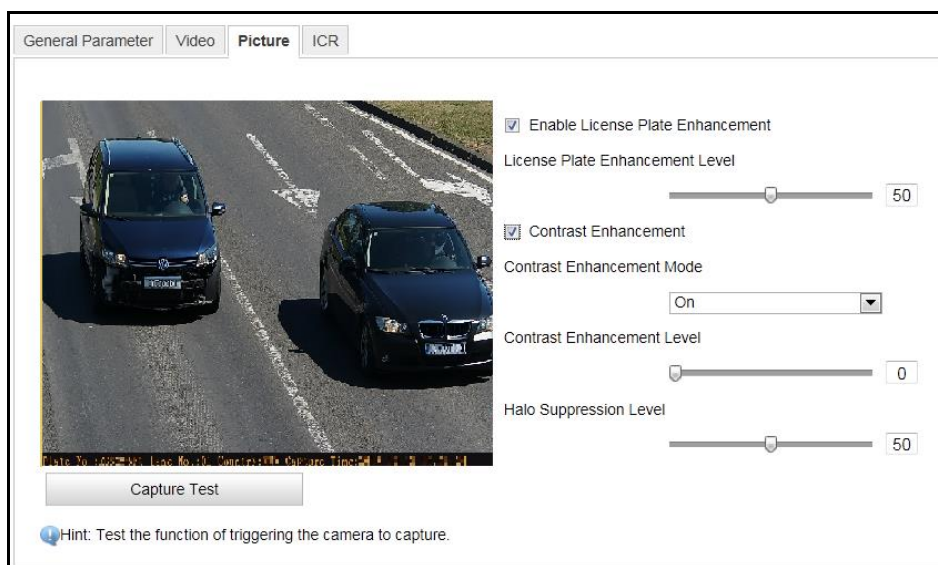 General Parameter Video Picture ICR
Enable License Plate Enhancement
License Plate Enhancement Level
50
Contrast Enhancement
Contrast Enhancement Mode
On
Contrast Enhancement Level
0
Halo Suppression Level
50
Capture Test
Hint: Test the function of triggering the camera to capture.